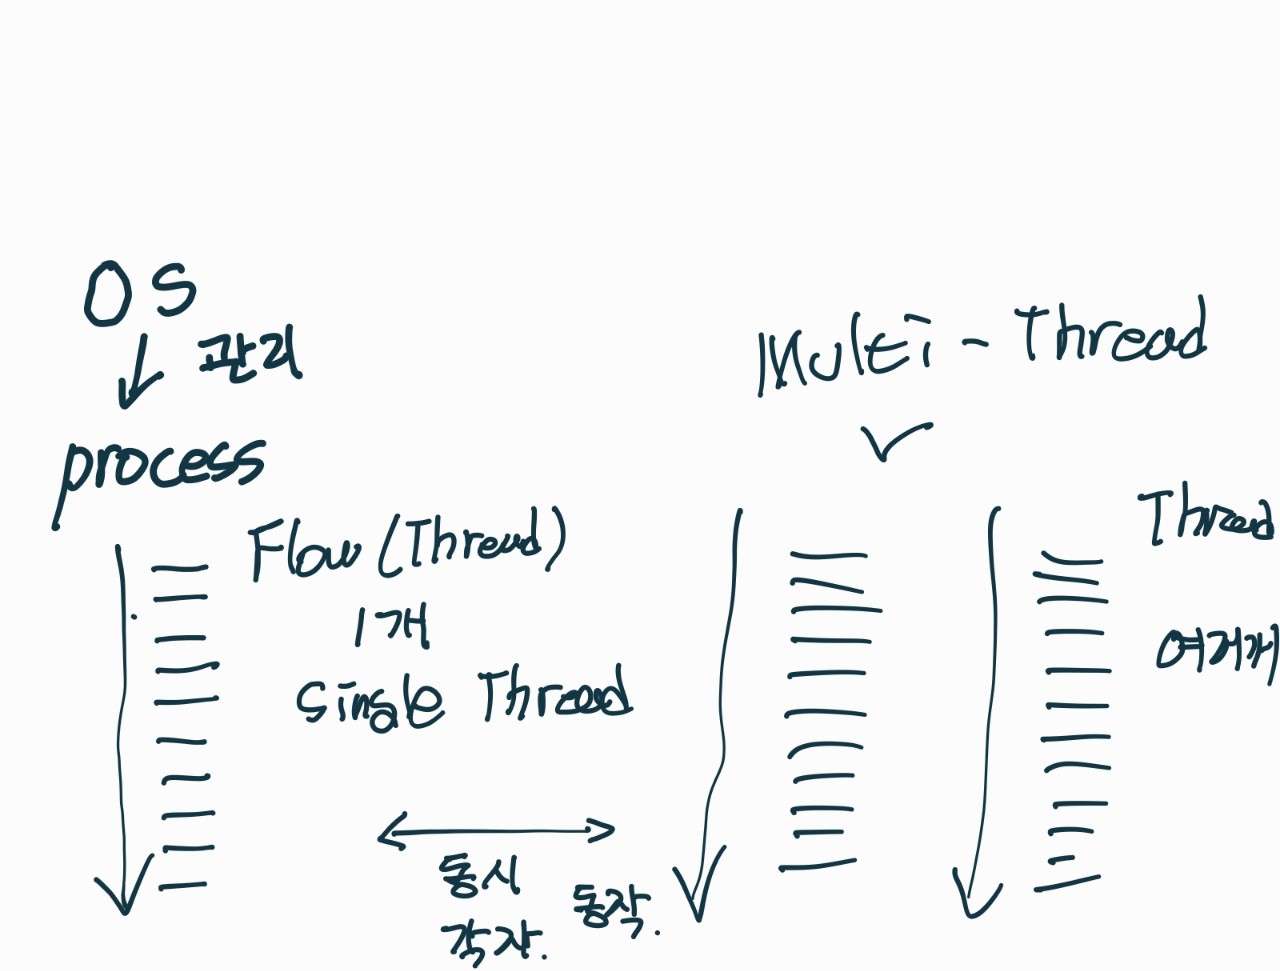 OS
관리
process
Flow (Thread)
1개
Single Thread
동시
각자.
동작.
Multi - Thread
Thread
여러개